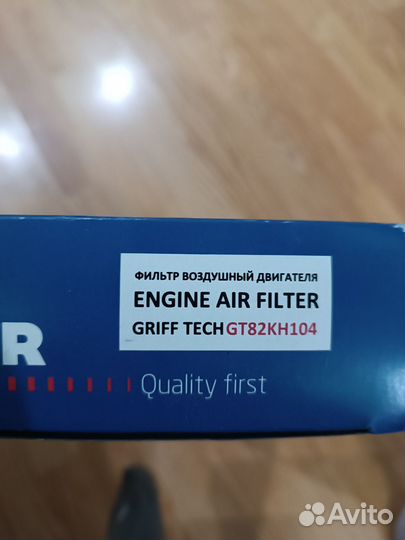 ФИЛЬТР ВОЗДУШНЫЙ ДВИГАТЕЛЯ
ENGINE AIR FILTER
GRIFF TECH GT82KH104
R
Quality first
Avito